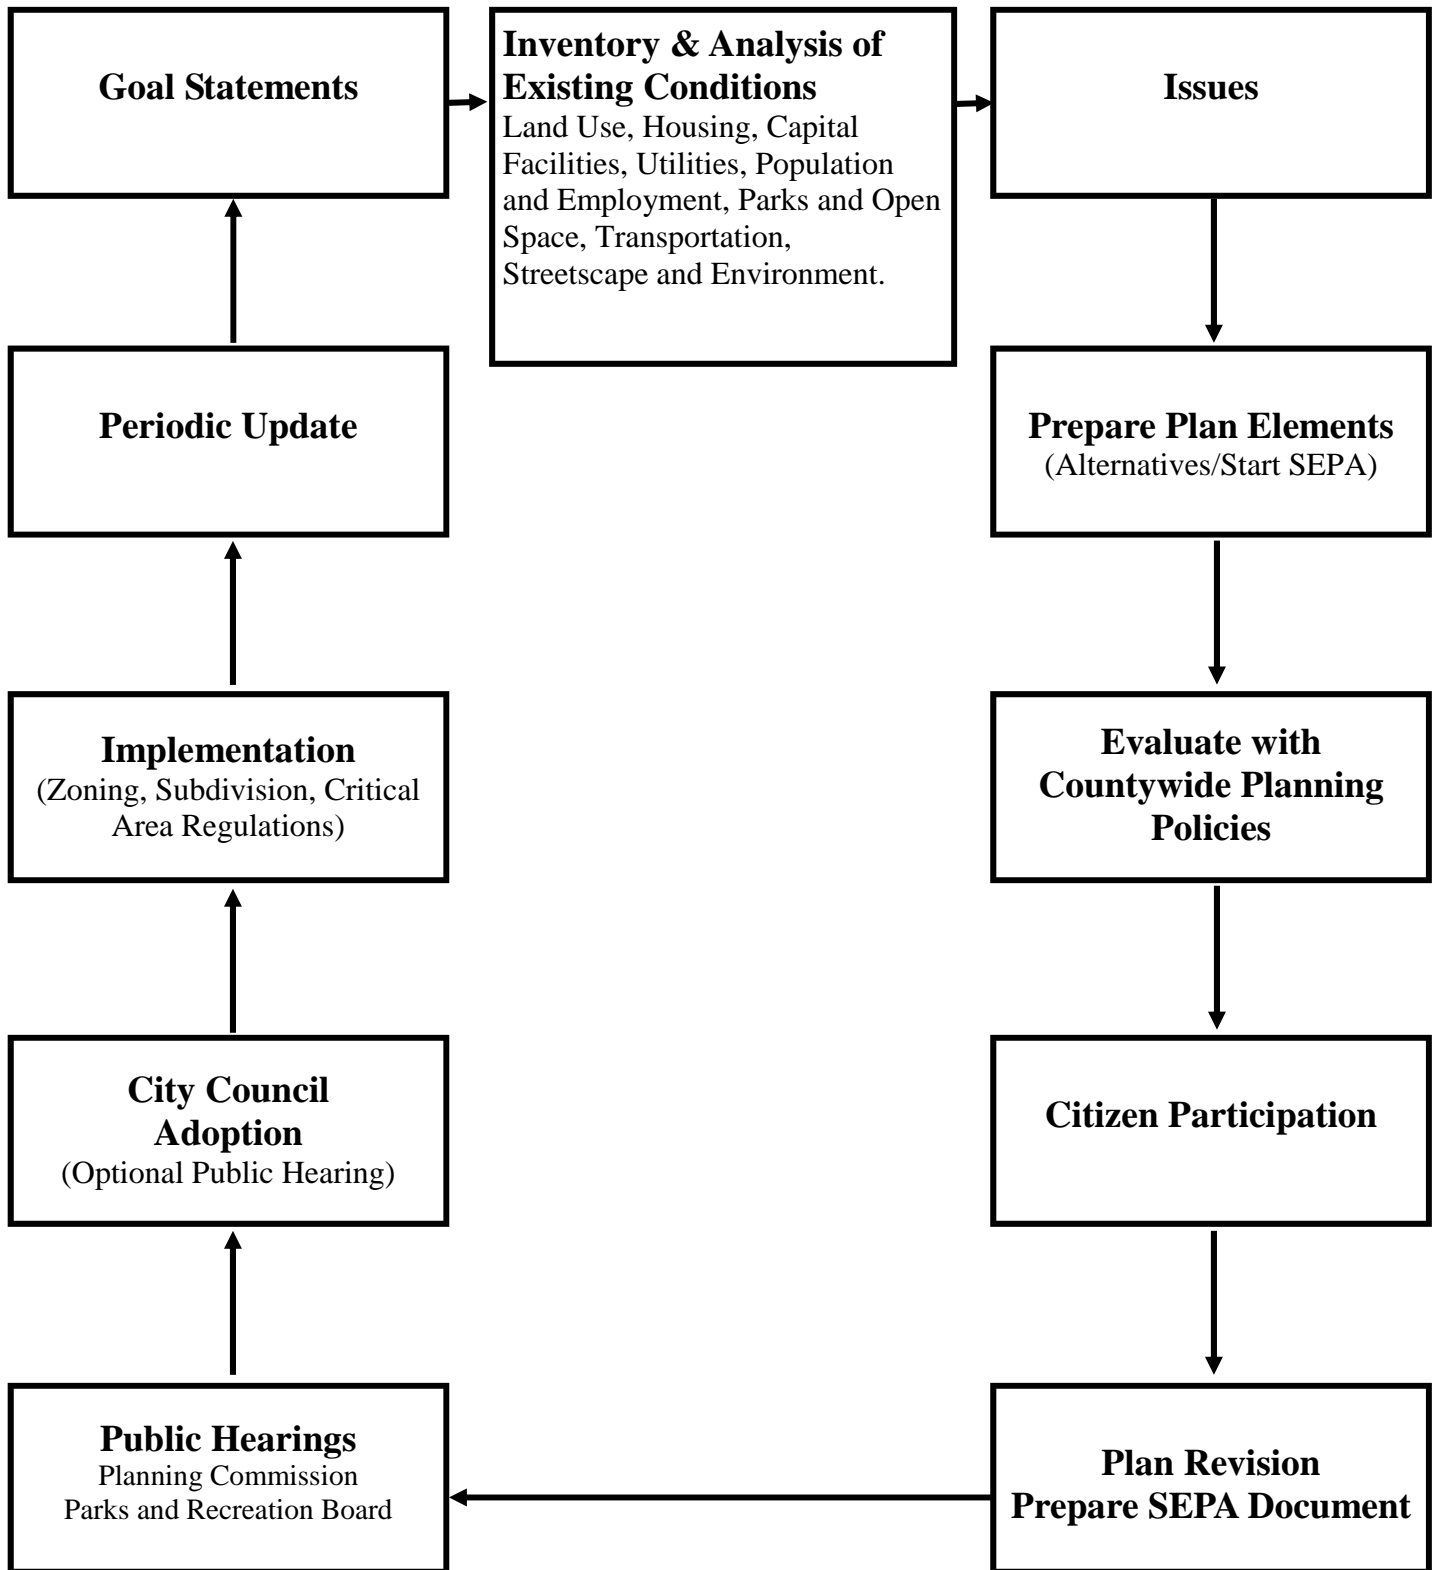 Goal Statements
Inventory & Analysis of
Existing Conditions
Land Use, Housing, Capital
Facilities, Utilities, Population
and Employment, Parks and Open
Space, Transportation,
Streetscape and Environment.
Issues
Periodic Update
Prepare Plan Elements
(Alternatives/Start SEPA)
Implementation
(Zoning, Subdivision, Critical
Area Regulations)
Evaluate with
Countywide Planning
Policies
City Council
Adoption
(Optional Public Hearing)
Citizen Participation
Public Hearings
Planning Commission
Parks and Recreation Board
Plan Revision
Prepare SEPA Document